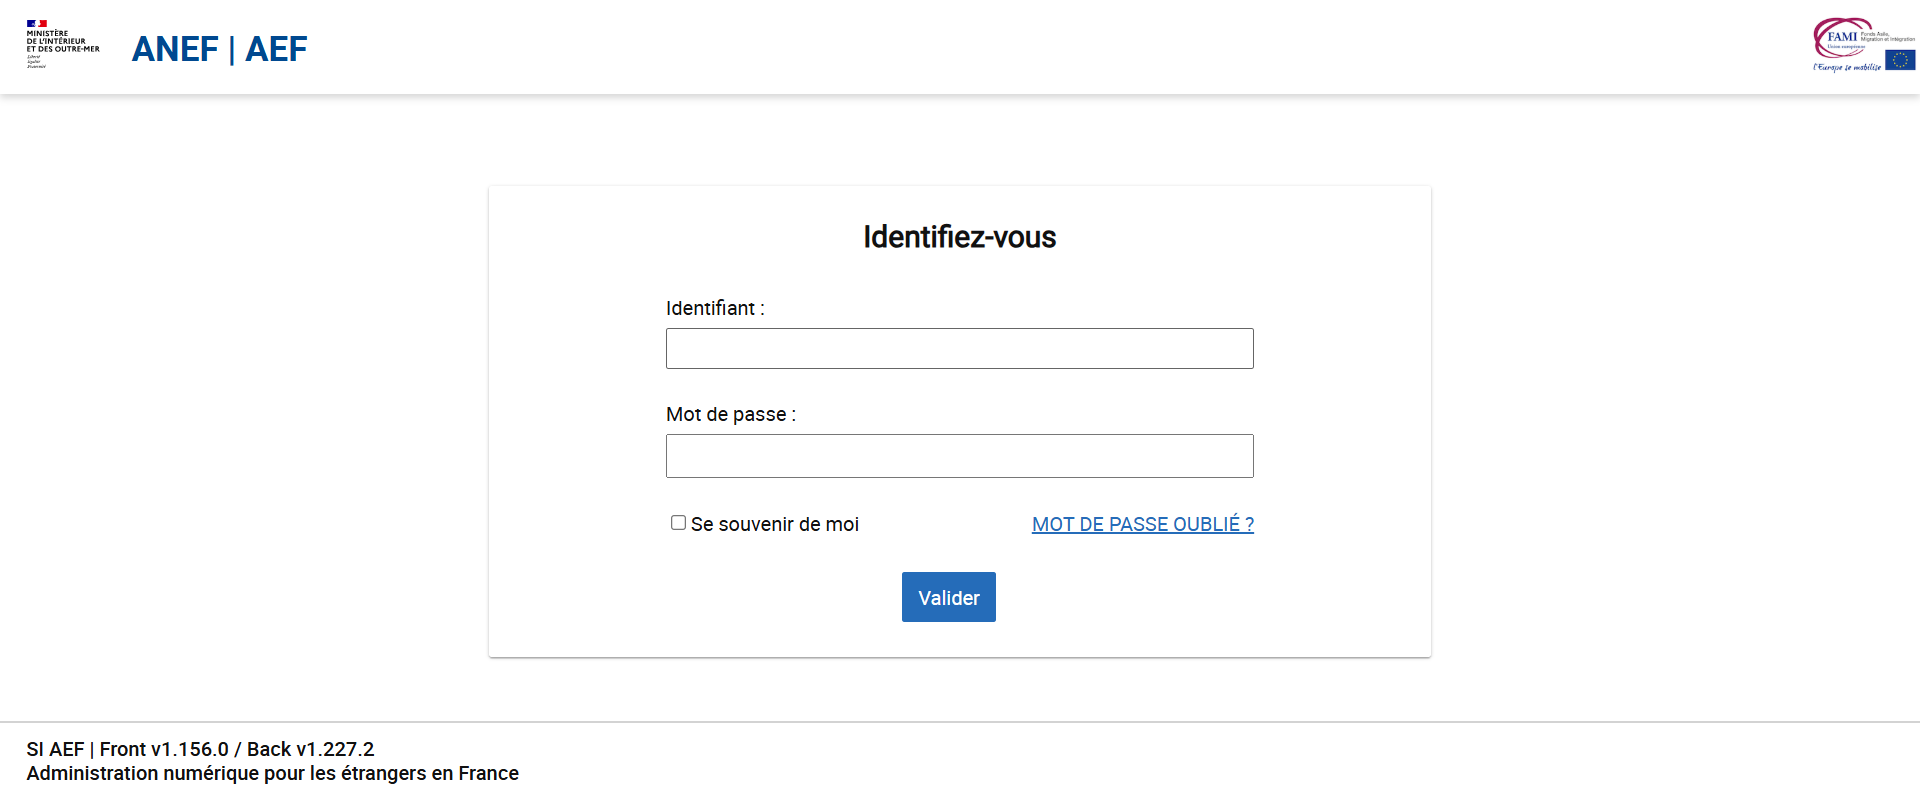 MINISTÈRE
DE L'INTÉRIEUR
ET DES OUTRE-MER
Liberté
Égalité
Fraternité
ANEF | AEF
FAMI
Fonds Asile,
Migration et Intégration
Union européenne
l'Europe se mobilise
Identifiez-vous
Identifiant :
Mot de passe :
Se souvenir de moi
MOT DE PASSE OUBLIÉ ?
Valider
SI AEF | Front v1.156.0 / Back v1.227.2
Administration numérique pour les étrangers en France